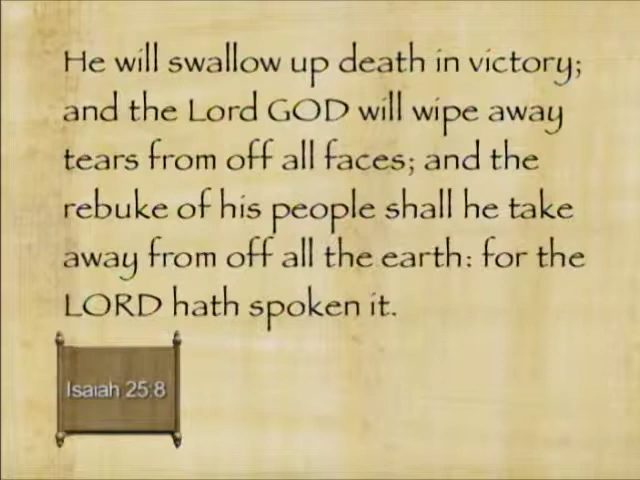 He will swallow up death in victory;
and the Lord GOD will wipe away
tears from off all faces; and the
rebuke of his people shall he take
away from off all the earth: for the
LORD hath spoken it.
Isaiah 25:8